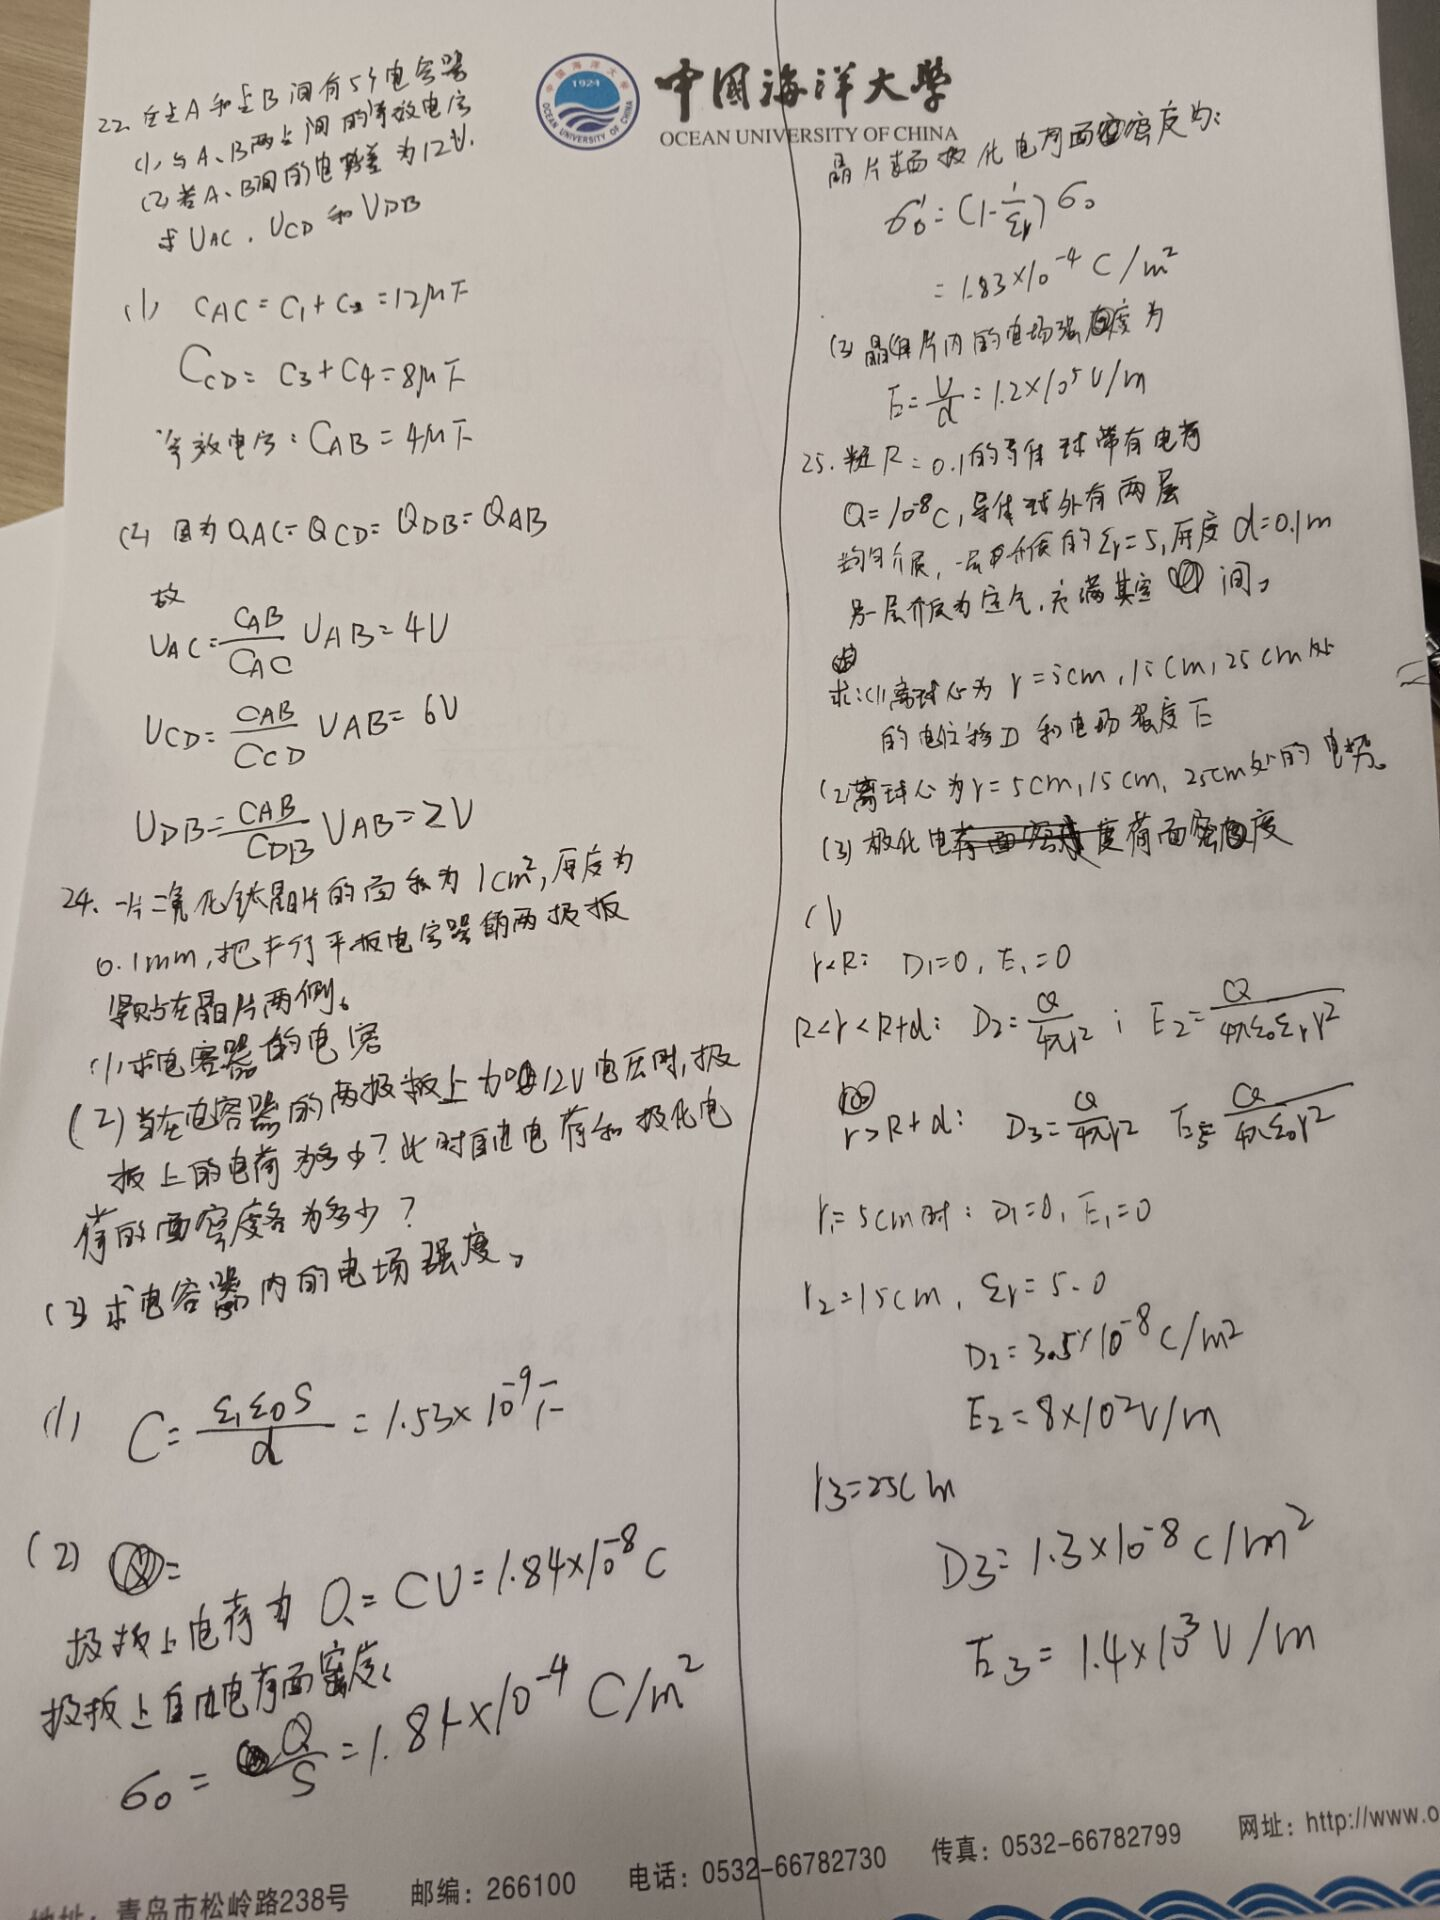 中国海洋大学
OCEAN UNIVERSITY OF CHINA
1924
22. 在点A和点B间有5个电容器
(1) 与A、B两点间的等效电容
(2) 若A、B间的电势差为12V.
求 UAC, UCD 和 UDB
(1) CAC = C1 + C2 = 12μF
CCD = C3 + C4 = 8μF
等效电容: CAB = 4μF
(2) 因为 QAC = QCD = QDB = QAB
故
UAC = CAB/CAC UAB = 4V
UCD = CAB/CCD UAB = 6V
UDB = CAB/CDB UAB = 2V
24. 一片二氧化钛晶片的面积为1cm², 厚度为
0.1mm, 把平行平板电容器的两极板
紧贴在晶片两侧。
(1) 求电容器的电容
(2) 当在电容器的两极板上加12V电压时, 极
板上的电荷为多少? 此时自由电荷和极化电
荷的面密度各为多少?
(3) 求电容器内的电场强度。
(1) C = εrε0S/d = 1.53×10⁻⁹F
(2)
极板上电荷为 Q = CU = 1.84×10⁻⁸C
极板上自由电荷面密度
σ0 = Q/S = 1.84×10⁻⁴ C/m²
晶片表面极化电荷面密度为:
σ0' = (1 - 1/εr) σ0
= 1.83×10⁻⁴ C/m²
(3) 晶体片内的电场强度为
E = U/d = 1.2×10⁵ V/m
25. R = 0.1的导体球带有电荷
Q = 10⁻⁸C, 导体球外有两层
均匀介质, 一层介质的εr = 5, 厚度 d = 0.1m
另一层介质为空气, 充满其空间。
求: (1) 离球心为 r = 5cm, 15cm, 25cm处
的电位移D和电场强度E
(2) 离球心为 r = 5cm, 15cm, 25cm处的电势。
(3) 极化电荷面密度
(1)
r<R: D1=0, E1=0
R<r<R+d: D2 = Q/4πr²; E2 = Q/4πε0εrr²
r>R+d: D3 = Q/4πr² E3 = Q/4πε0r²
r1=5cm时: D1=0, E1=0
r2=15cm, εr=5.0
D2=3.5×10⁻⁸ C/m²
E2=8×10² V/m
r3=25cm
D3=1.3×10⁻⁸ C/m²
E3=1.4×10³ V/m
地址: 青岛市松岭路238号 邮编: 266100 电话: 0532-66782730 传真: 0532-66782799 网址: http://www.o